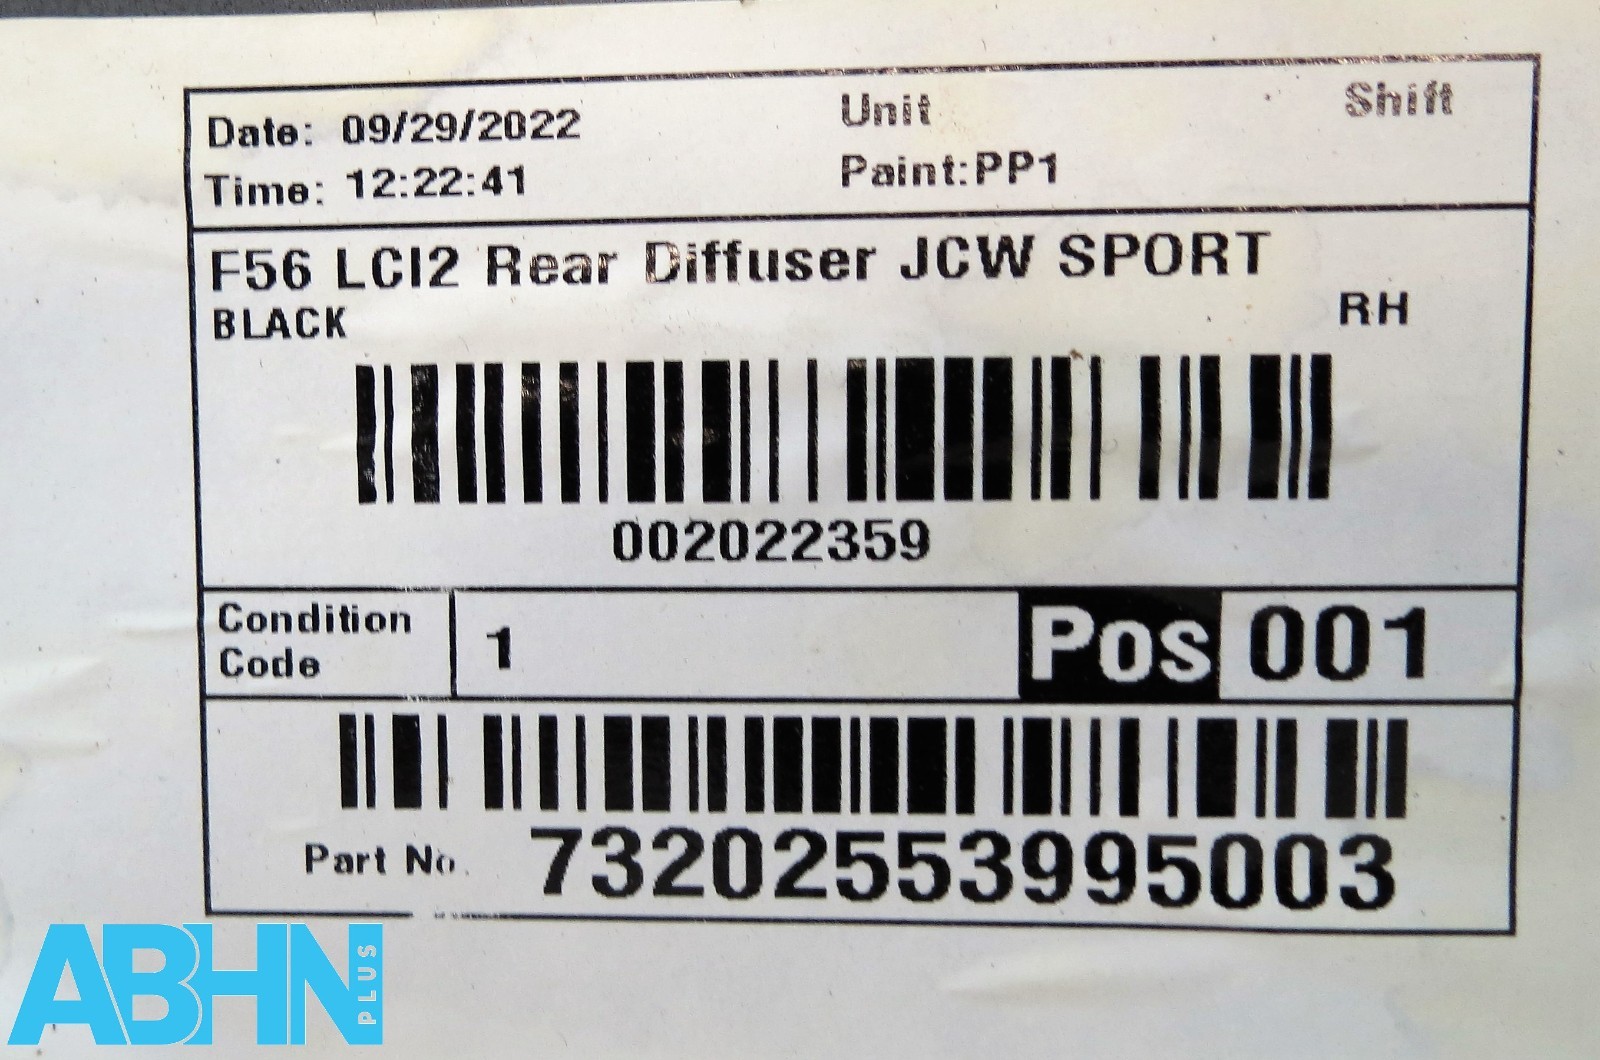 Date: 09/29/2022
Unit
Shift
Time: 12:22:41
Paint:PP1
F56 LCI2 Rear Diffuser JCW SPORT
BLACK
RH
002022359
Condition Code
1
Pos 001
Part No. 73202553995003
ABHN PLUS